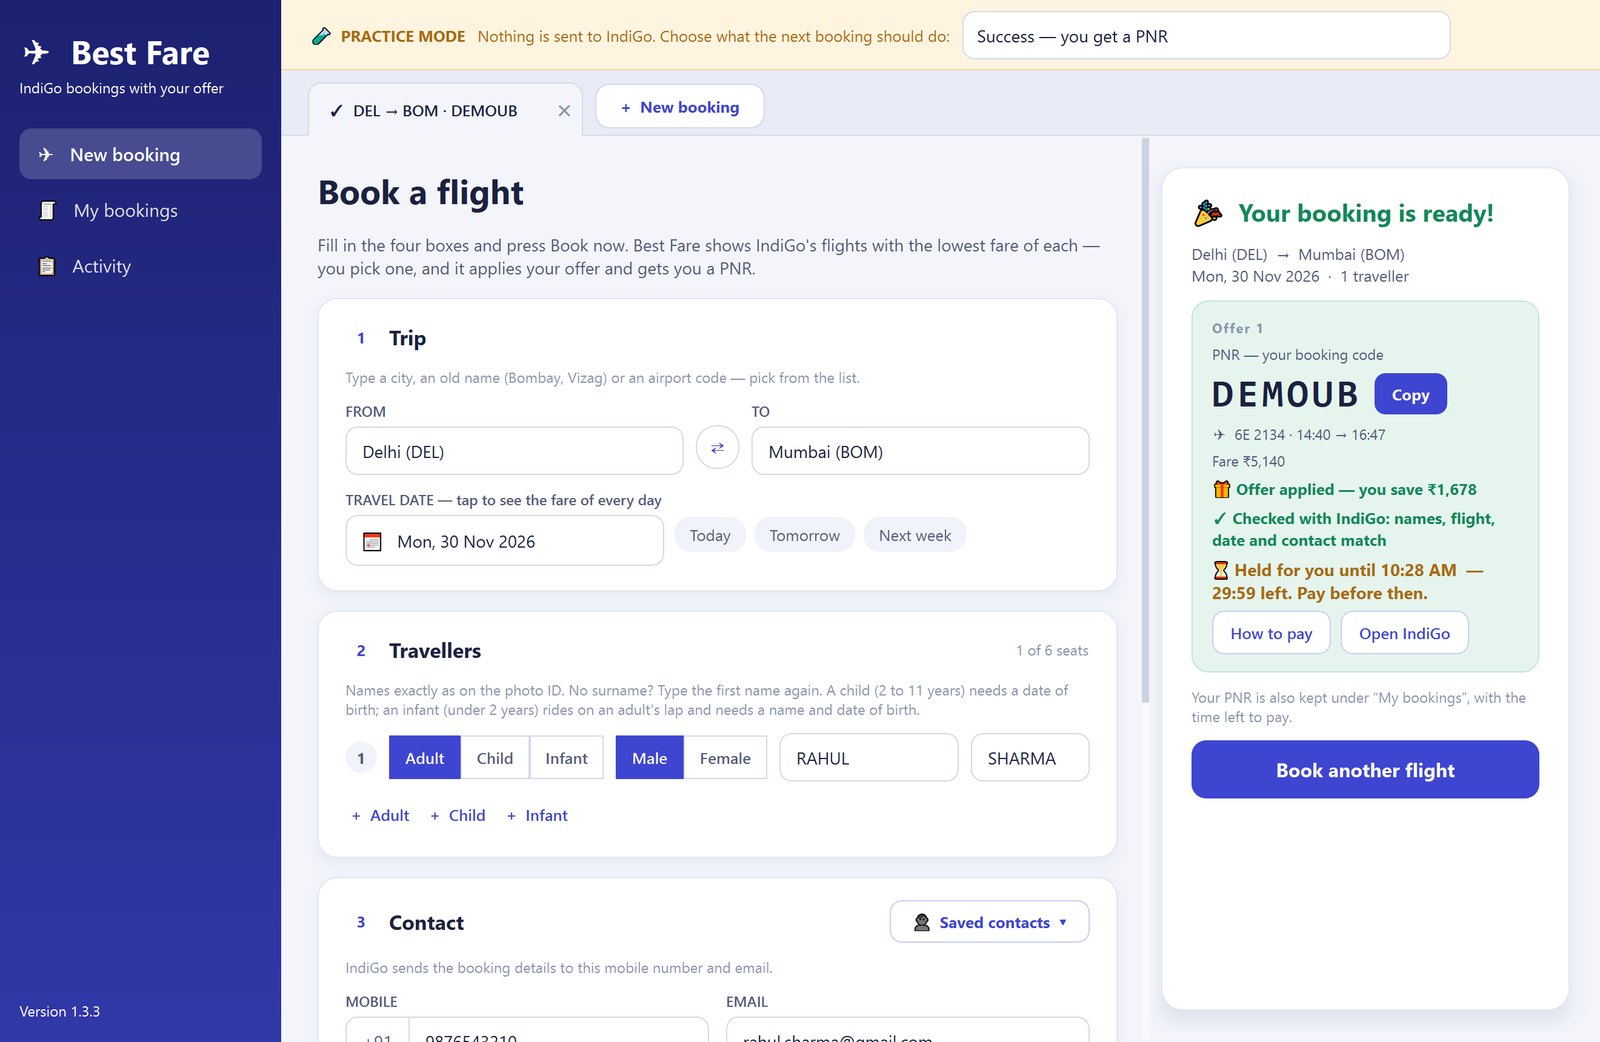 ✈ Best Fare
IndiGo bookings with your offer
✈ New booking
My bookings
Activity
Version 1.3.3
PRACTICE MODE Nothing is sent to IndiGo. Choose what the next booking should do:
Success — you get a PNR
✓ DEL → BOM · DEMOUB ✕
+ New booking
Book a flight
Fill in the four boxes and press Book now. Best Fare shows IndiGo's flights with the lowest fare of each —
you pick one, and it applies your offer and gets you a PNR.
1 Trip
Type a city, an old name (Bombay, Vizag) or an airport code — pick from the list.
FROM
TO
Delhi (DEL)
⇄
Mumbai (BOM)
TRAVEL DATE — tap to see the fare of every day
Mon, 30 Nov 2026
Today
Tomorrow
Next week
2 Travellers
1 of 6 seats
Names exactly as on the photo ID. No surname? Type the first name again. A child (2 to 11 years) needs a date of
birth; an infant (under 2 years) rides on an adult's lap and needs a name and date of birth.
1
Adult
Child
Infant
Male
Female
RAHUL
SHARMA
+ Adult
+ Child
+ Infant
3 Contact
Saved contacts ▾
IndiGo sends the booking details to this mobile number and email.
MOBILE
EMAIL
+91
9876543210
rahul.sharma@gmail.com
Your booking is ready!
Delhi (DEL) → Mumbai (BOM)
Mon, 30 Nov 2026 · 1 traveller
Offer 1
PNR — your booking code
DEMOUB
Copy
✈ 6E 2134 · 14:40 → 16:47
Fare ₹5,140
Offer applied — you save ₹1,678
✓ Checked with IndiGo: names, flight,
date and contact match
Held for you until 10:28 AM —
29:59 left. Pay before then.
How to pay
Open IndiGo
Your PNR is also kept under “My bookings”, with the
time left to pay.
Book another flight